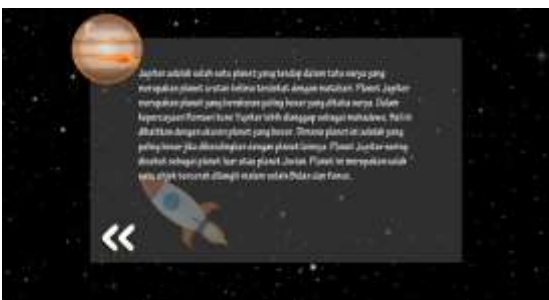 Jupiter adalah salah satu planet yang terdap dalam tata surya yang
merupakan planet urutan kelima terdekat dengan matahari. Planet Jupiter
merupakan planet yang berukuran paling besar yang ditata surya. Dalam
kepercayaan Romawi kuno Yupiter lebih dianggap sebagai mahadewa. Hal ini
dikaitkan dengan ukuran planet yang besar. Dimana planet ini adalah yang
paling besar jika dibandingkan dengan planet lainnya. Planet Jupiter sering
disebut sebagai planet luar atau planet Jovian. Planet ini merupakan salah
satu objek tercerah dilangit malam selain Bulan dan Venus.